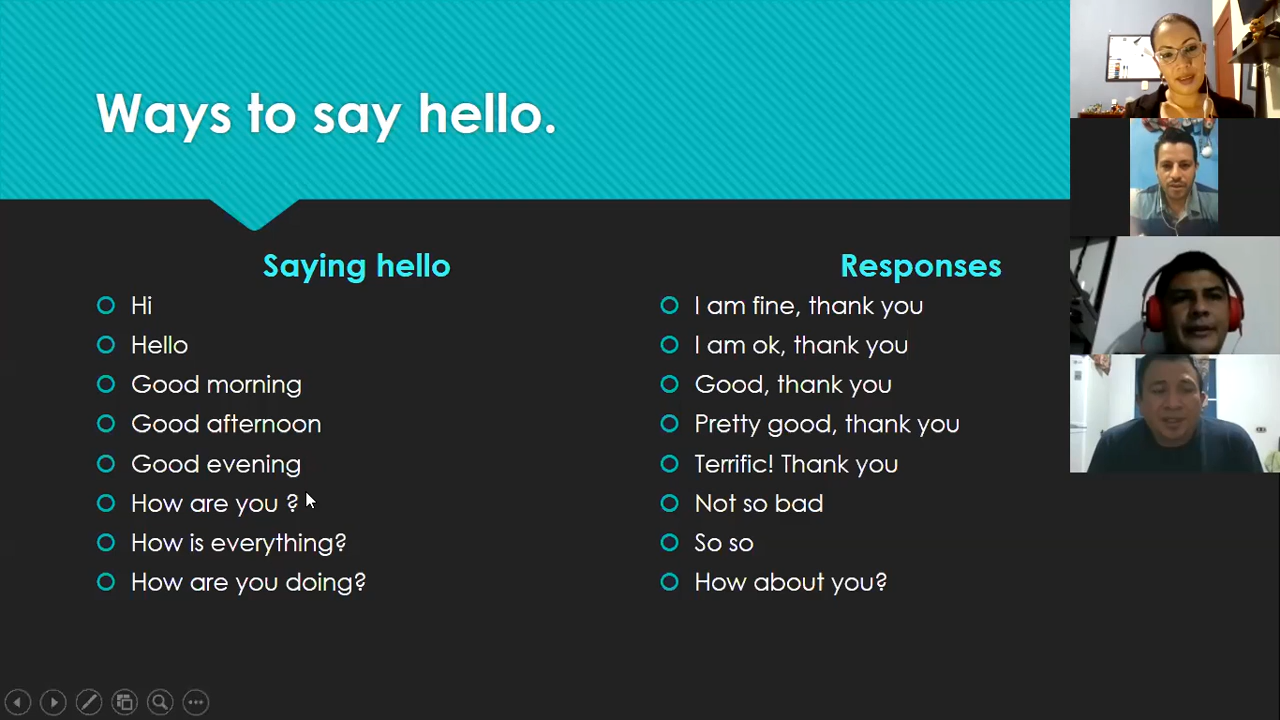 Ways to say hello.
Saying hello
Hi
Hello
Good morning
Good afternoon
Good evening
How are you ?
How is everything?
How are you doing?
Responses
I am fine, thank you
I am ok, thank you
Good, thank you
Pretty good, thank you
Terrific! Thank you
Not so bad
So so
How about you?